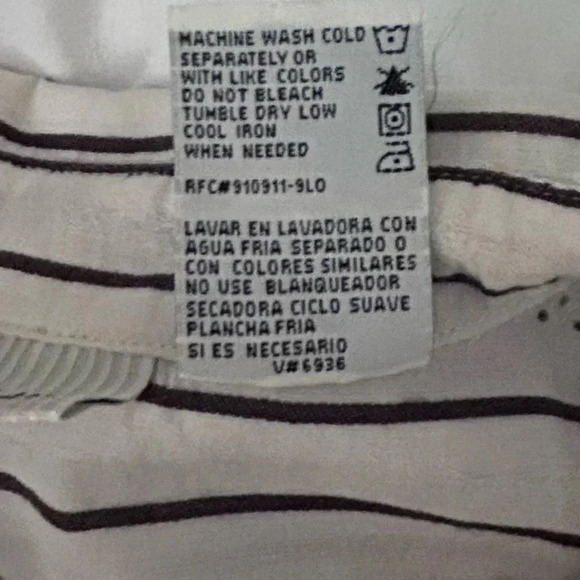 MACHINE WASH COLD
SEPARATELY OR
WITH LIKE COLORS
DO NOT BLEACH
TUMBLE DRY LOW
COOL IRON
WHEN NEEDED
RFC#910911-9L0
LAVAR EN LAVADORA CON
AGUA FRIA SEPARADO O
CON COLORES SIMILARES
NO USE BLANQUEADOR
SECADORA CICLO SUAVE
PLANCHA FRIA
SI ES NECESARIO
V#6936